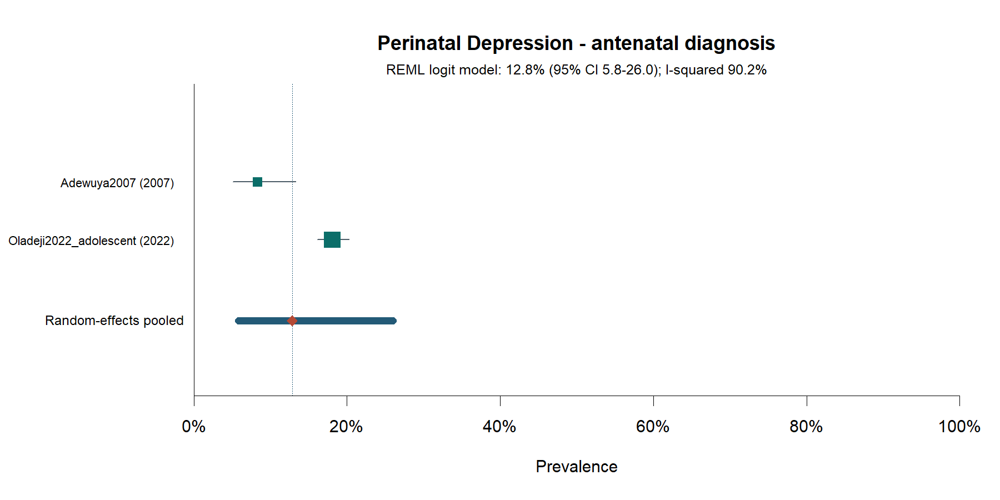 Perinatal Depression - antenatal diagnosis
REML logit model: 12.8% (95% CI 5.8-26.0); I-squared 90.2%
Adewuya2007 (2007)
Oladeji2022_adolescent (2022)
Random-effects pooled
0% 20% 40% 60% 80% 100%
Prevalence